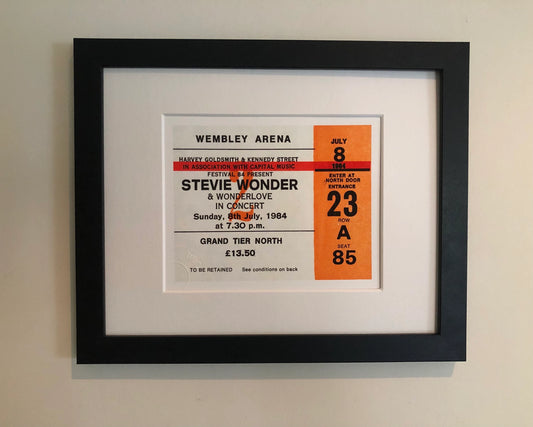 WEMBLEY ARENA
HARVEY GOLDSMITH & KENNEDY STREET
IN ASSOCIATION WITH CAPITAL MUSIC
FESTIVAL 84 PRESENT
STEVIE WONDER
& WONDERLOVE
IN CONCERT
Sunday, 8th July, 1984
at 7.30 p.m.
GRAND TIER NORTH
£13.50
TO BE RETAINED See conditions on back
JULY
8
1984
ENTER AT
NORTH DOOR
ENTRANCE
23
ROW
A
SEAT
85